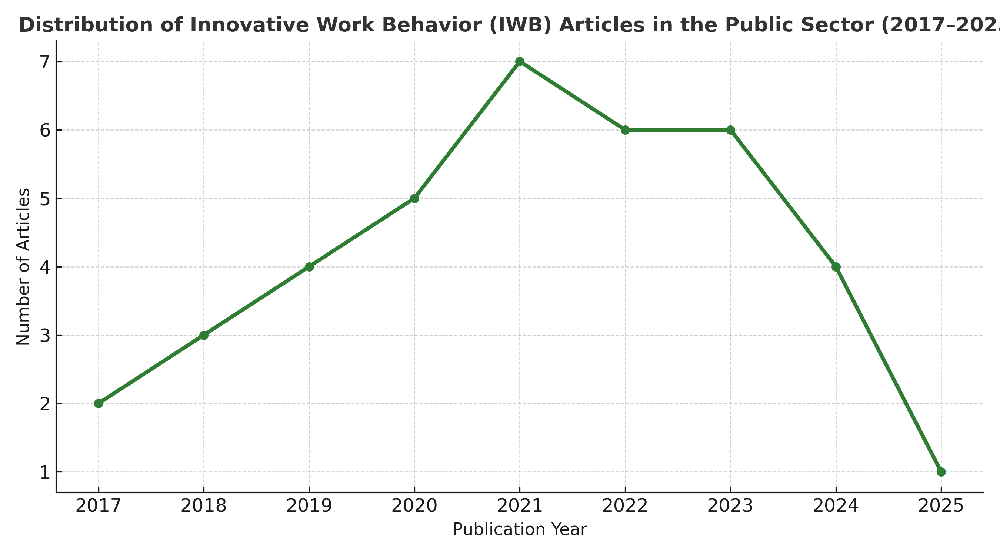 Distribution of Innovative Work Behavior (IWB) Articles in the Public Sector (2017–2025
7
6
5
4
3
2
1
Number of Articles
2017 2018 2019 2020 2021 2022 2023 2024 2025
Publication Year